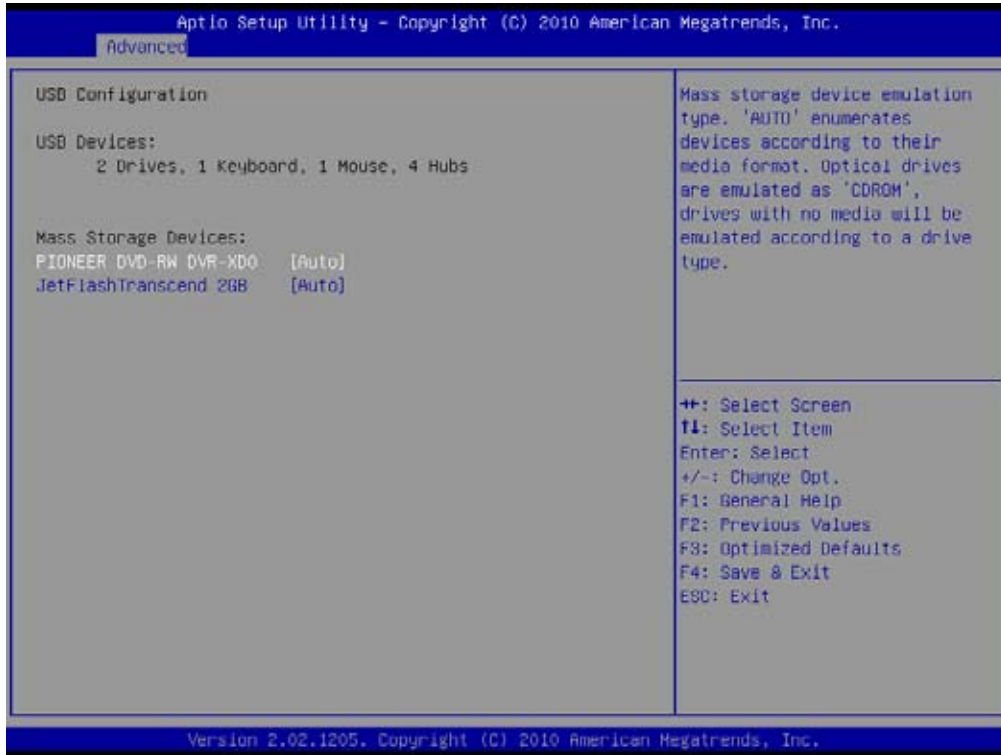 Aptio Setup Utility – Copyright (C) 2010 American Megatrends, Inc.
Advanced
USB Configuration
USB Devices:
2 Drives, 1 Keyboard, 1 Mouse, 4 Hubs
Mass Storage Devices:
PIONEER DVD-RW DVR-XD0 [Auto]
JetFlashTranscend 2GB [Auto]
Mass storage device emulation
type. 'AUTO' enumerates
devices according to their
media format. Optical drives
are emulated as 'CDROM',
drives with no media will be
emulated according to a drive
type.
→←: Select Screen
↑↓: Select Item
Enter: Select
+/-: Change Opt.
F1: General Help
F2: Previous Values
F3: Optimized Defaults
F4: Save & Exit
ESC: Exit
Version 2.02.1205. Copyright (C) 2010 American Megatrends, Inc.